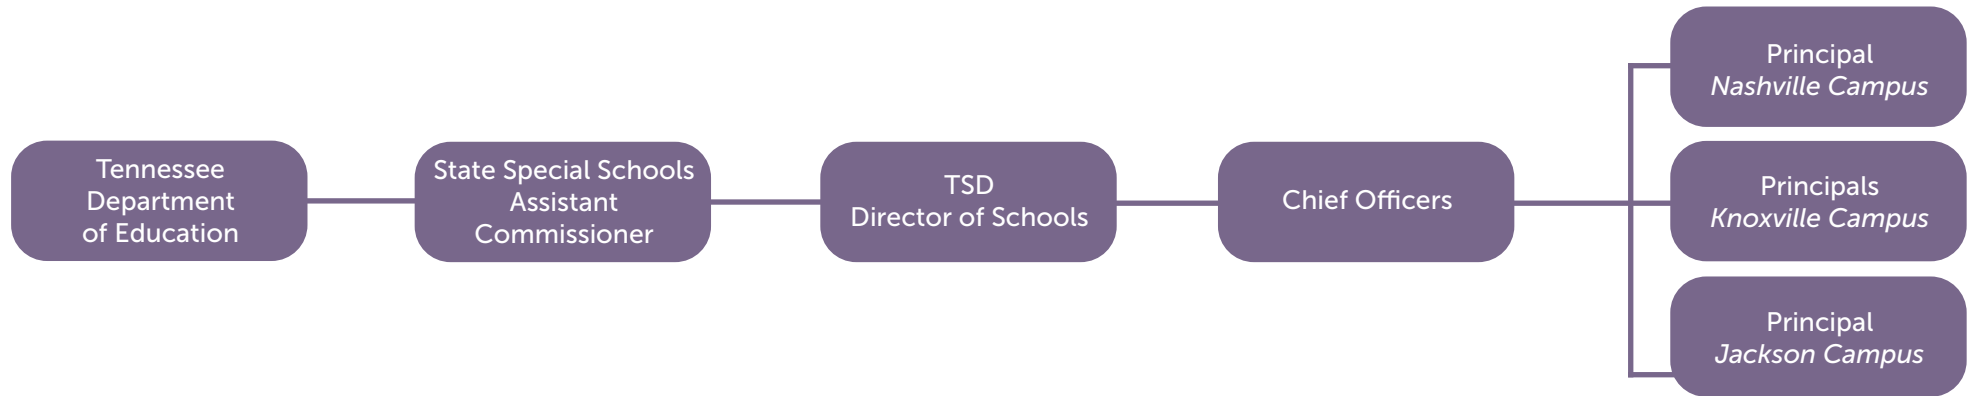 Tennessee
Department
of Education
State Special Schools
Assistant
Commissioner
TSD
Director of Schools
Chief Officers
Principal
Nashville Campus
Principals
Knoxville Campus
Principal
Jackson Campus